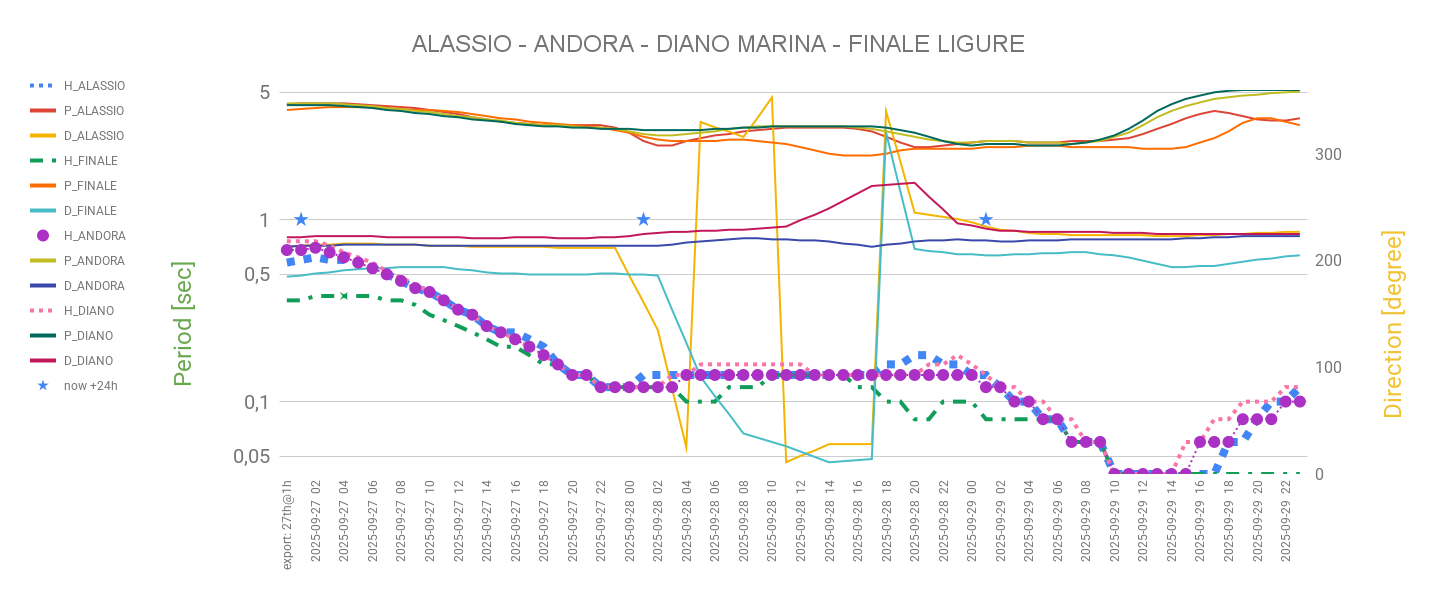 ALASSIO - ANDORA - DIANO MARINA - FINALE LIGURE
H_ALASSIO
P_ALASSIO
D_ALASSIO
H_FINALE
P_FINALE
D_FINALE
H_ANDORA
P_ANDORA
D_ANDORA
H_DIANO
P_DIANO
D_DIANO
now +24h
Period [sec]
5
1
0,5
0,1
0,05
300
200
100
0
Direction [degree]
export: 27th@1h
2025-09-27 02
2025-09-27 04
2025-09-27 06
2025-09-27 08
2025-09-27 10
2025-09-27 12
2025-09-27 14
2025-09-27 16
2025-09-27 18
2025-09-27 20
2025-09-27 22
2025-09-28 00
2025-09-28 02
2025-09-28 04
2025-09-28 06
2025-09-28 08
2025-09-28 10
2025-09-28 12
2025-09-28 14
2025-09-28 16
2025-09-28 18
2025-09-28 20
2025-09-28 22
2025-09-29 00
2025-09-29 02
2025-09-29 04
2025-09-29 06
2025-09-29 08
2025-09-29 10
2025-09-29 12
2025-09-29 14
2025-09-29 16
2025-09-29 18
2025-09-29 20
2025-09-29 22